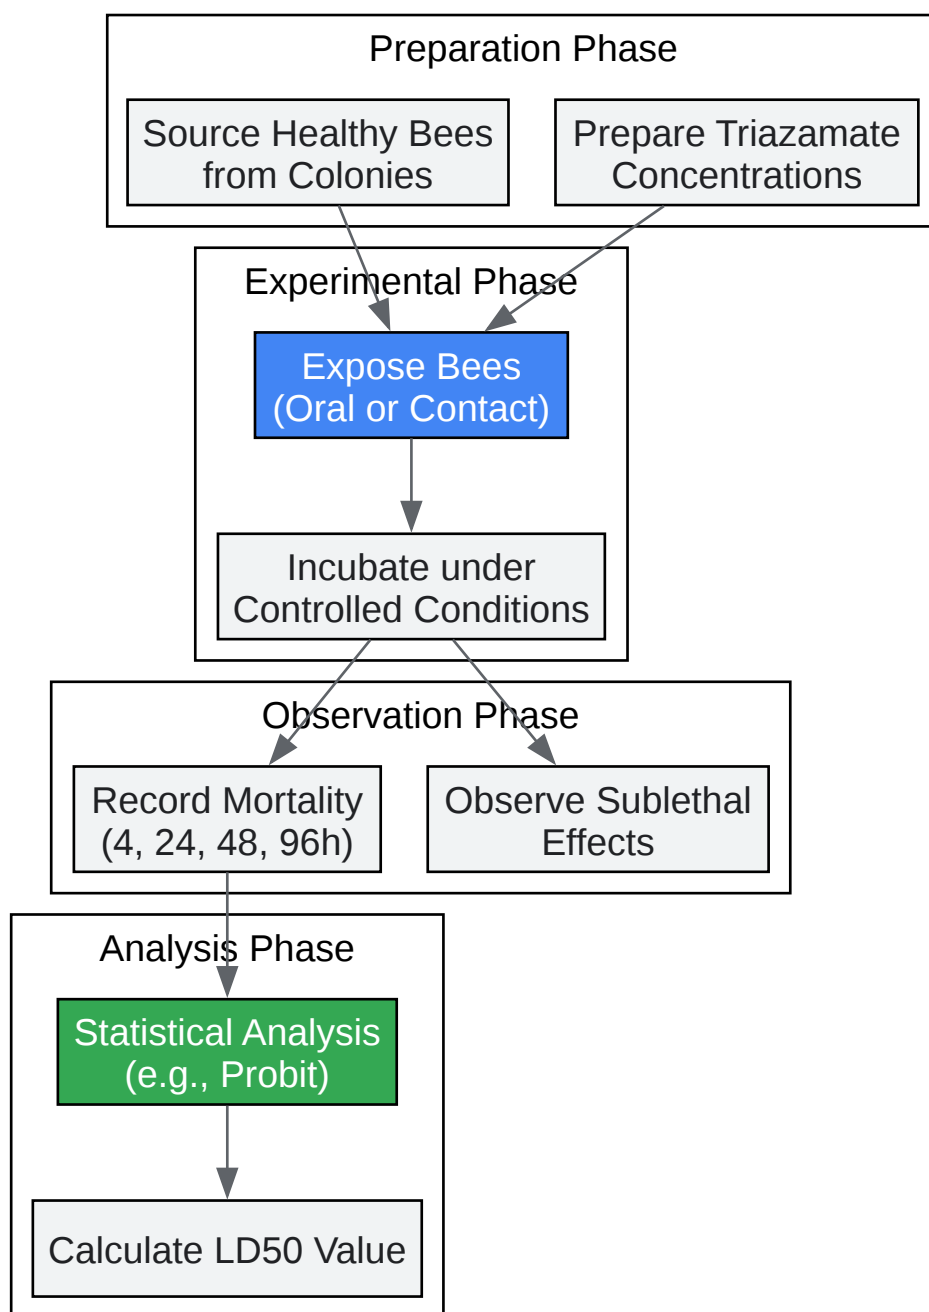 Preparation Phase
Source Healthy Bees
from Colonies
Prepare Triazamate
Concentrations
Experimental Phase
Expose Bees
(Oral or Contact)
Incubate under
Controlled Conditions
Observation Phase
Record Mortality
(4, 24, 48, 96h)
Observe Sublethal
Effects
Analysis Phase
Statistical Analysis
(e.g., Probit)
Calculate LD50 Value